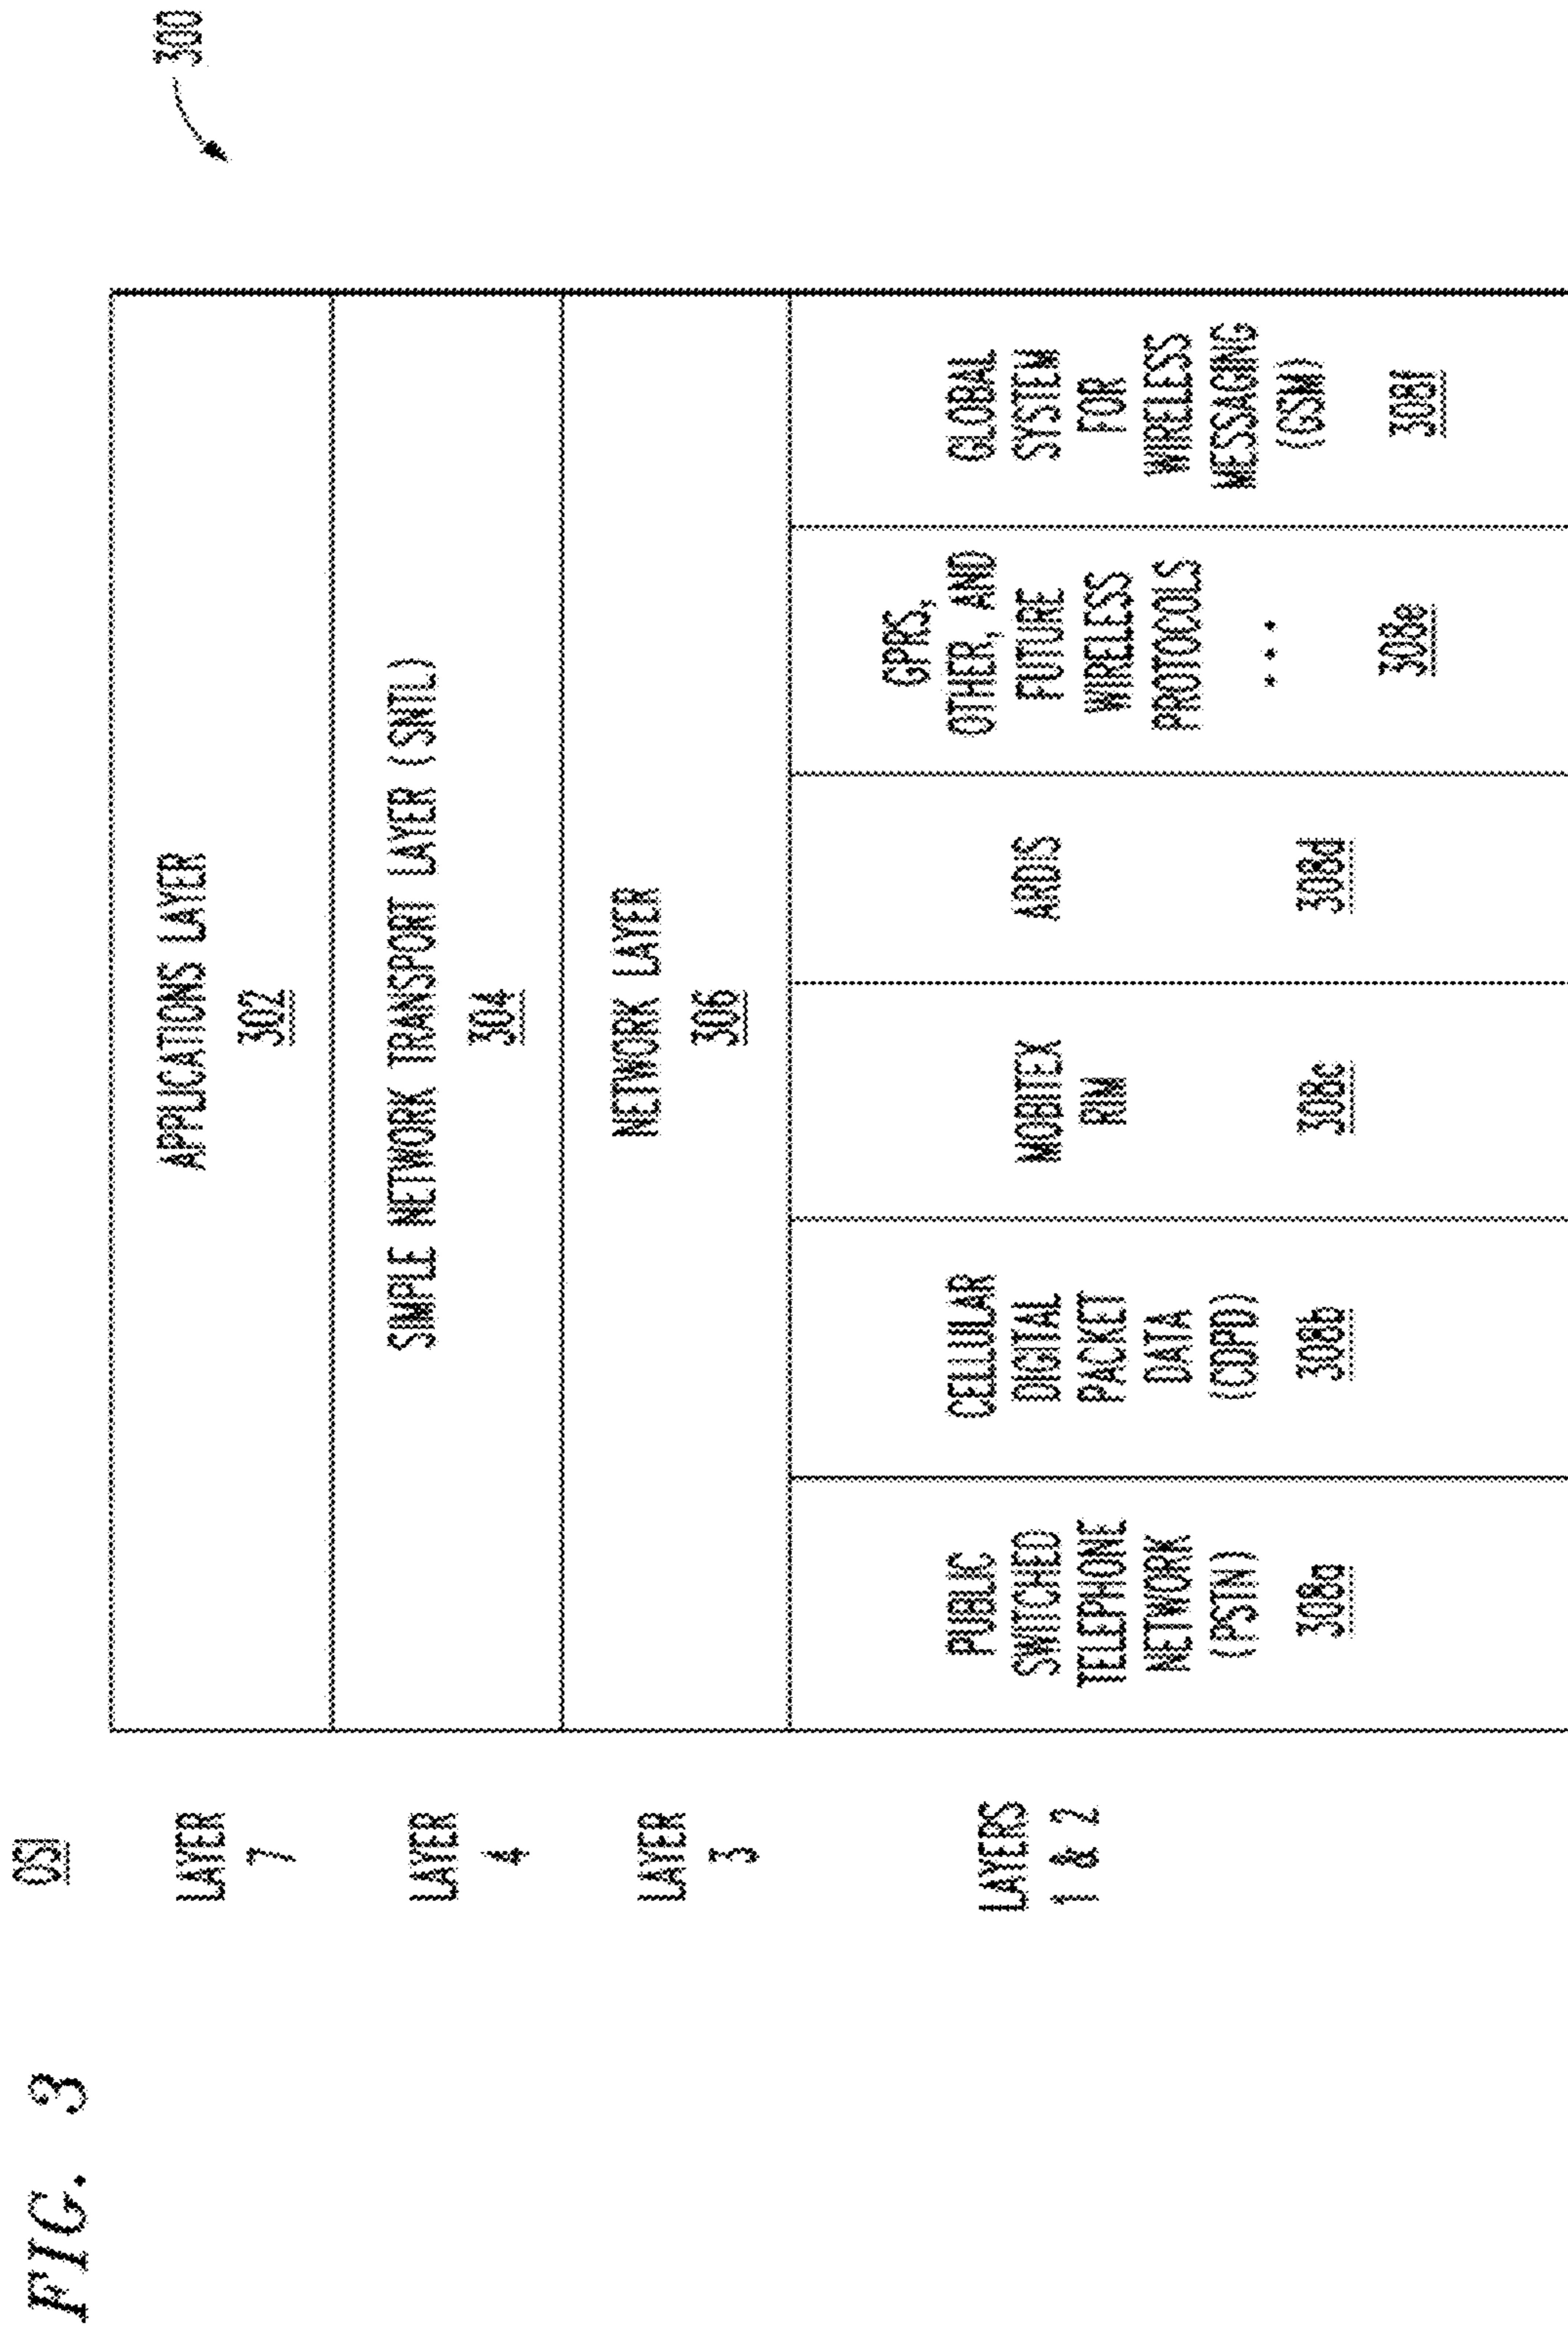 FIG. 3
300
OSI
LAYER
7
APPLICATIONS LAYER
302
LAYER
4
SIMPLE NETWORK TRANSPORT LAYER (SNTL)
304
LAYER
3
NETWORK LAYER
306
LAYERS
1 & 2
PUBLIC
SWITCHED
TELEPHONE
NETWORK
(PSTN)
308a
CELLULAR
DIGITAL
PACKET
DATA
(CDPD)
308b
MOBITEX
RIM
308c
ARDIS
308d
GPRS,
OTHER, AND
FUTURE
WIRELESS
PROTOCOLS
...
308e
GLOBAL
SYSTEM
FOR
WIRELESS
MESSAGING
(GSM)
308f